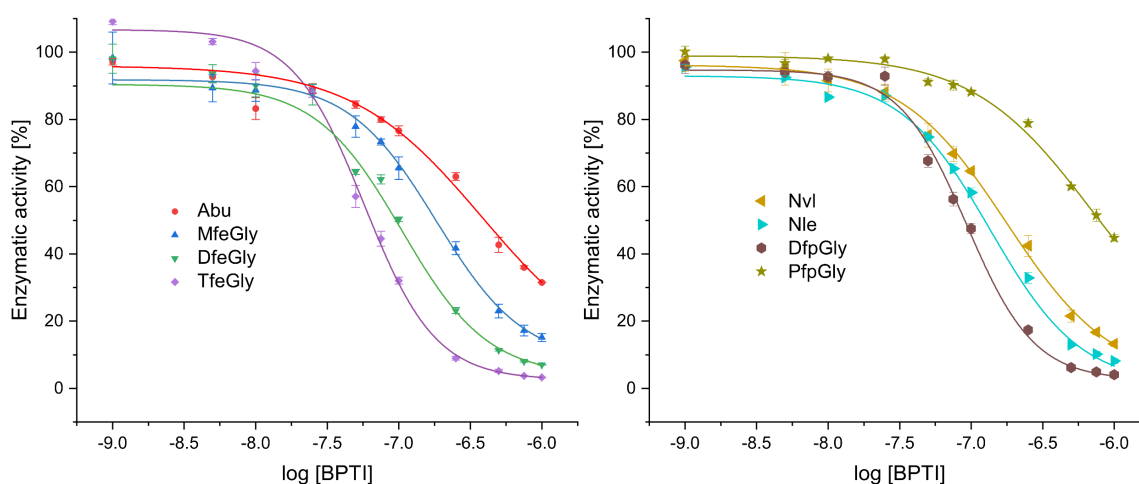 Enzymatic activity [%]
100
80
60
40
20
0
Abu
MfeGly
DfeGly
TfeGly
-9.0 -8.5 -8.0 -7.5 -7.0 -6.5 -6.0
log [BPTI]
Enzymatic activity [%]
100
80
60
40
20
0
Nvl
Nle
DfpGly
PfpGly
-9.0 -8.5 -8.0 -7.5 -7.0 -6.5 -6.0
log [BPTI]